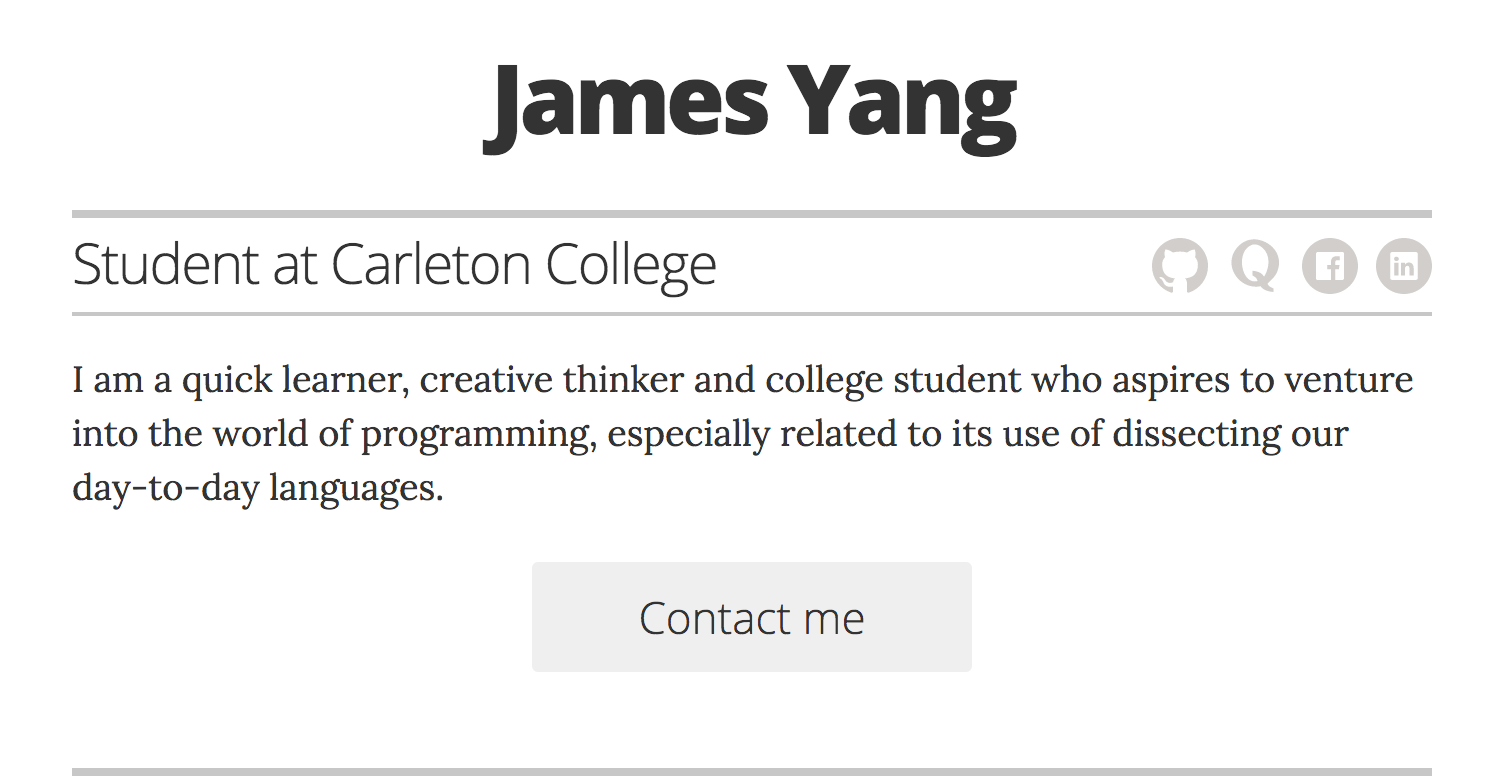 James Yang
Student at Carleton College
I am a quick learner, creative thinker and college student who aspires to venture
into the world of programming, especially related to its use of dissecting our
day-to-day languages.
Contact me